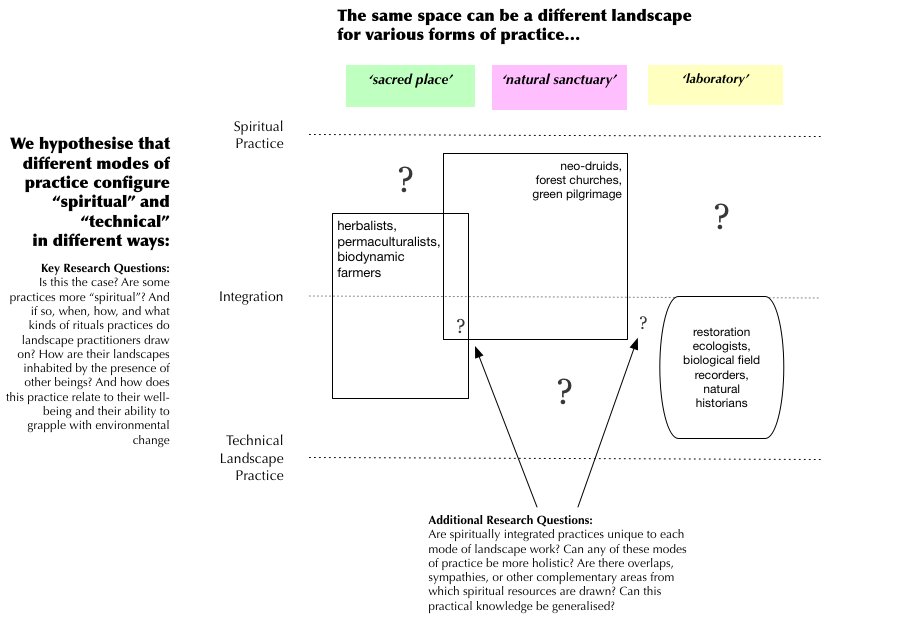 The same space can be a different landscape
for various forms of practice...
‘sacred place’
‘natural sanctuary’
‘laboratory’
We hypothesise that
different modes of
practice configure
“spiritual” and
“technical”
in different ways:
Key Research Questions:
Is this the case? Are some
practices more “spiritual”? And
if so, when, how, and what
kinds of rituals practices do
landscape practitioners draw
on? How are their landscapes
inhabited by the presence of
other beings? And how does
this practice relate to their well-
being and their ability to
grapple with environmental
change
Spiritual
Practice
Integration
Technical
Landscape
Practice
?
neo-druids,
forest churches,
green pilgrimage
?
herbalists,
permaculturalists,
biodynamic
farmers
?
?
restoration
ecologists,
biological field
recorders,
natural
historians
?
Additional Research Questions:
Are spiritually integrated practices unique to each
mode of landscape work? Can any of these modes
of practice be more holistic? Are there overlaps,
sympathies, or other complementary areas from
which spiritual resources are drawn? Can this
practical knowledge be generalised?